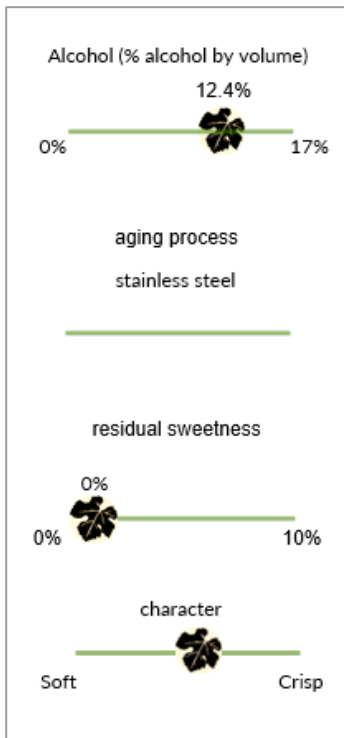 Alcohol (% alcohol by volume)
12.4%
0% 17%
aging process
stainless steel
residual sweetness
0%
0% 10%
character
Soft Crisp